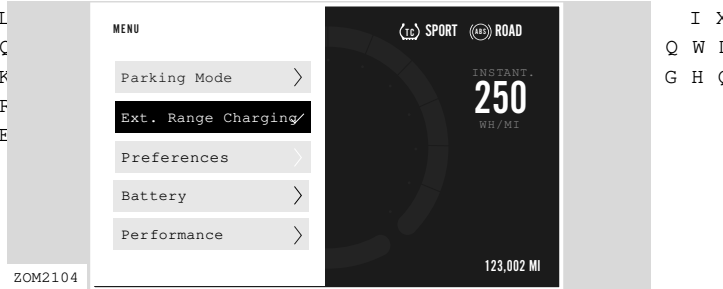 MENU
Parking Mode
Ext. Range Charging
Preferences
Battery
Performance
TC SPORT
ABS ROAD
INSTANT.
250
WH/MI
123,002 MI
ZOM2104
K
G H